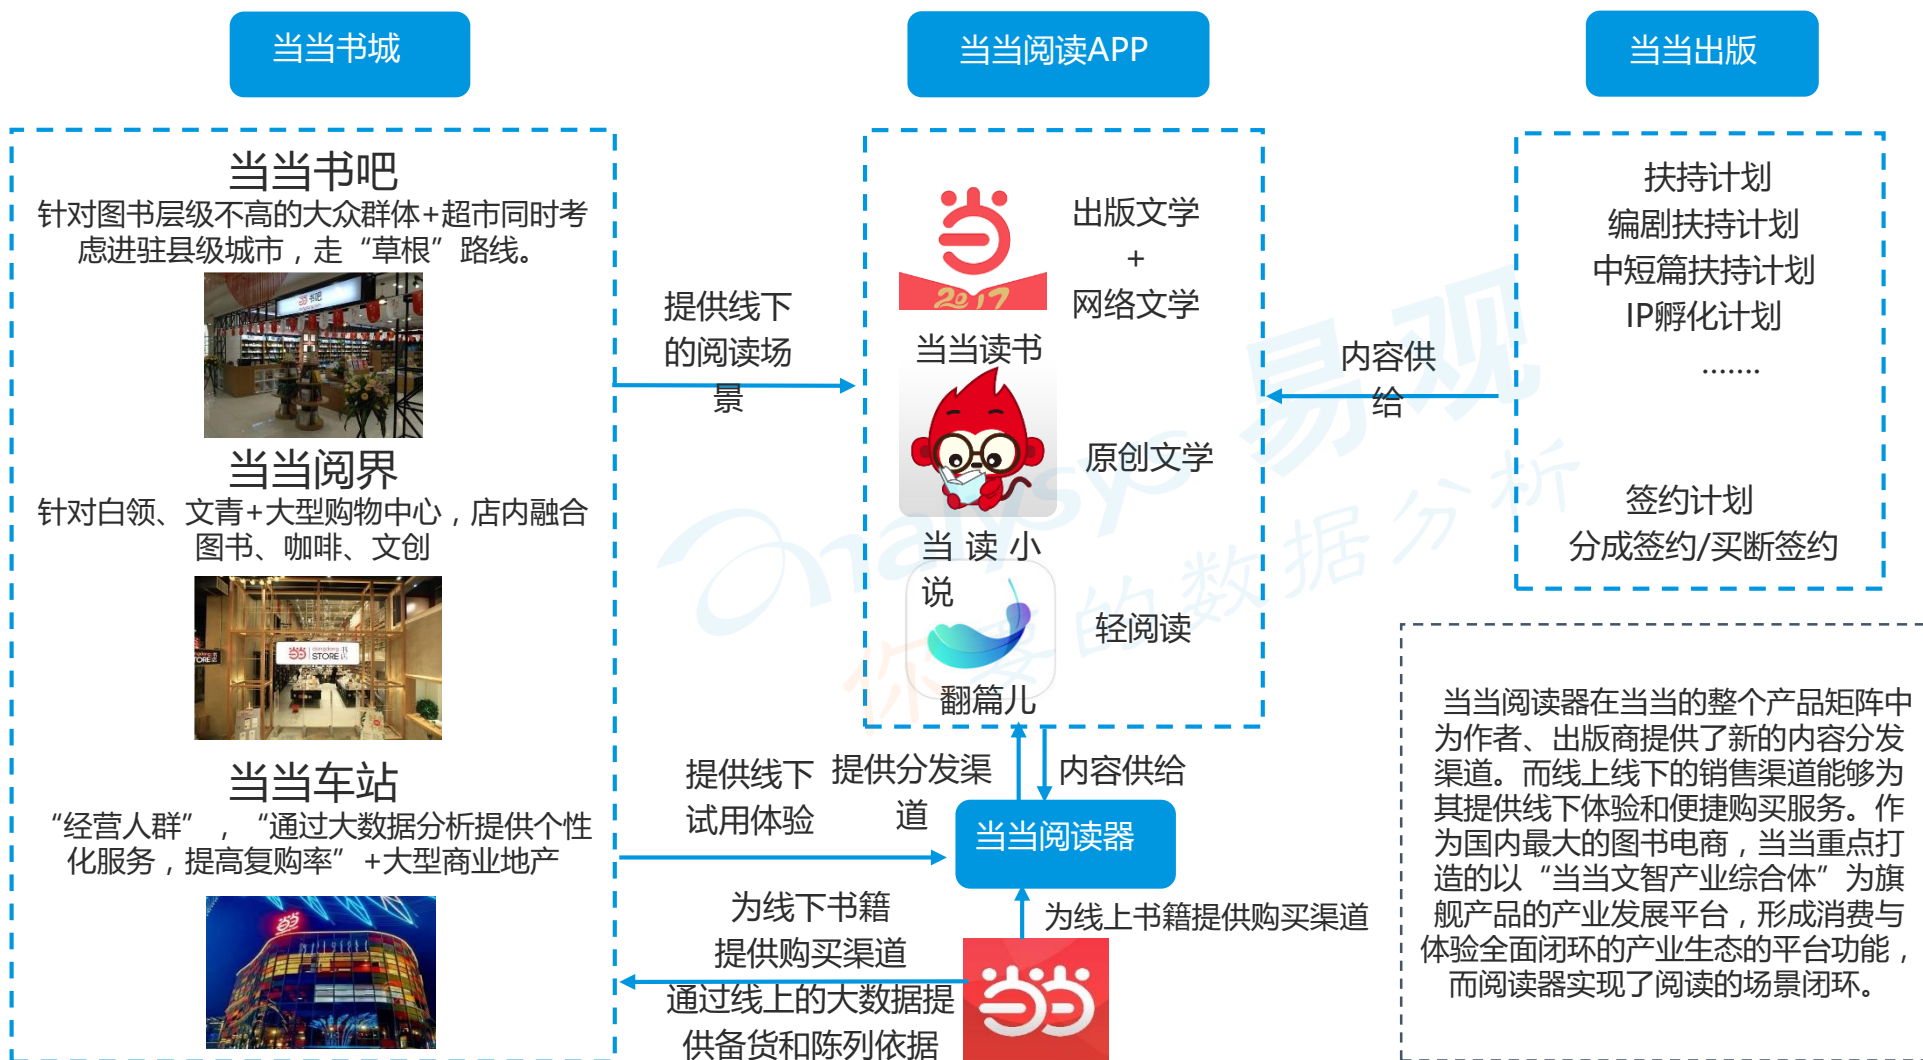 当当书城
当当阅读APP
当当出版
当当书吧
针对图书层级不高的大众群体+超市同时考
虑进驻县级城市，走“草根”路线。
书吧
当当阅界
针对白领、文青+大型购物中心，店内融合
图书、咖啡、文创
STORE
当当车站
“经营人群”，“通过大数据分析提供个性
化服务，提高复购率”+大型商业地产
当当
提供线下
的阅读场
景
当
2017
当当读书
出版文学
+
网络文学
当 读 小
说
原创文学
翻篇儿
轻阅读
内容供
给
扶持计划
编剧扶持计划
中短篇扶持计划
IP孵化计划
.......
签约计划
分成签约/买断签约
提供线下
试用体验
提供分发渠
道
内容供给
当当阅读器
为线下书籍
提供购买渠道
通过线上的大数据提
供备货和陈列依据
为线上书籍提供购买渠道
当当
当当阅读器在当当的整个产品矩阵中
为作者、出版商提供了新的内容分发
渠道。而线上线下的销售渠道能够为
其提供线下体验和便捷购买服务。作
为国内最大的图书电商，当当重点打
造的以“当当文智产业综合体”为旗
舰产品的产业发展平台，形成消费与
体验全面闭环的产业生态的平台功能，
而阅读器实现了阅读的场景闭环。
analysys 易观
你要的数据分析